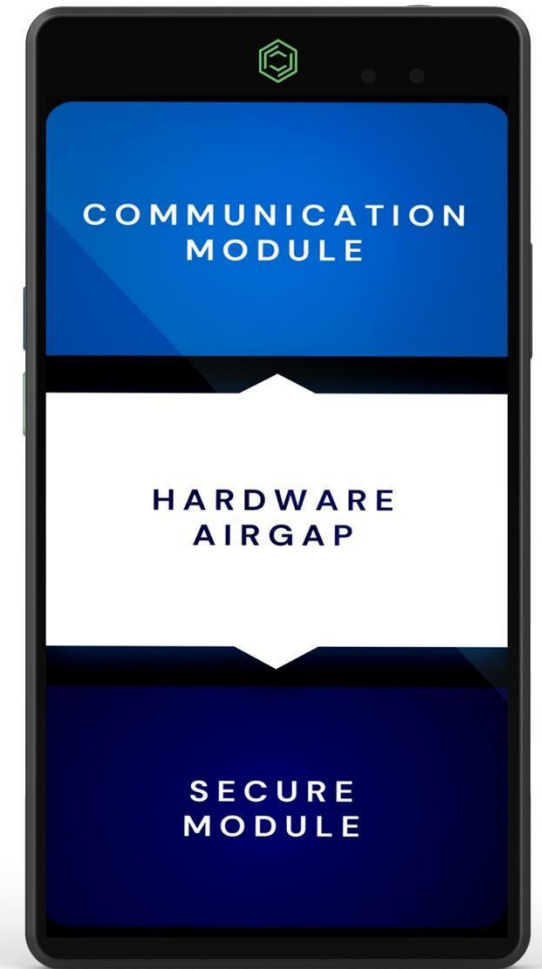 COMMUNICATION
MODULE
HARDWARE
AIRGAP
SECURE
MODULE